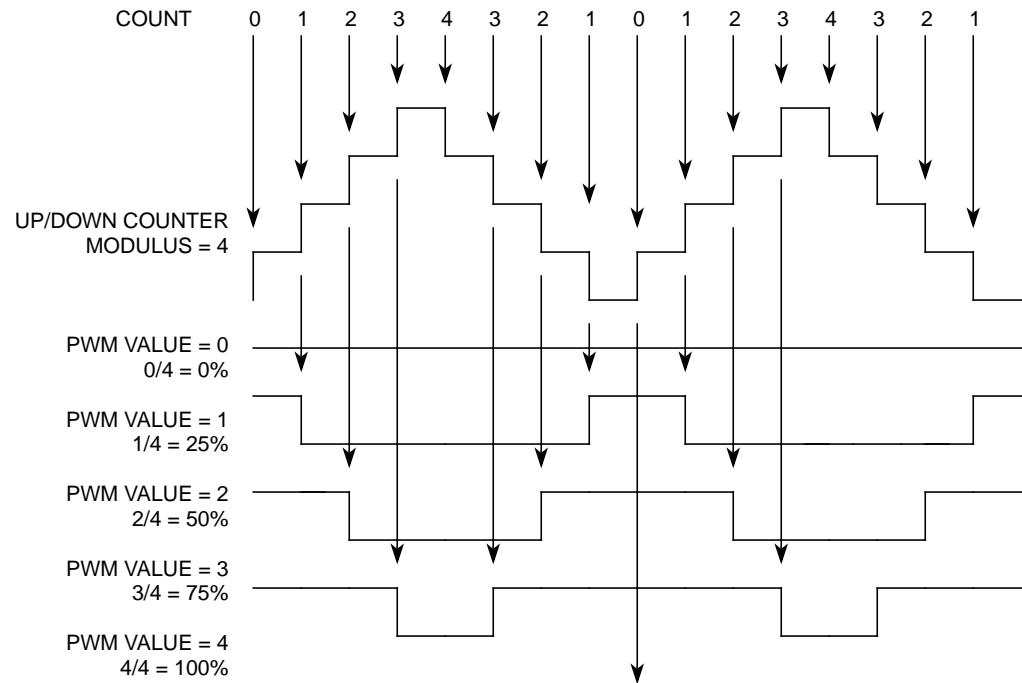 COUNT 0 1 2 3 4 3 2 1 0 1 2 3 4 3 2 1
UP/DOWN COUNTER
MODULUS = 4
PWM VALUE = 0
0/4 = 0%
PWM VALUE = 1
1/4 = 25%
PWM VALUE = 2
2/4 = 50%
PWM VALUE = 3
3/4 = 75%
PWM VALUE = 4
4/4 = 100%